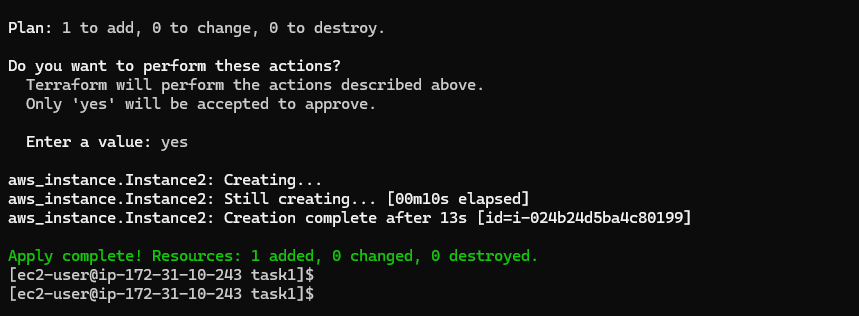 Plan: 1 to add, 0 to change, 0 to destroy.
Do you want to perform these actions?
Terraform will perform the actions described above.
Only 'yes' will be accepted to approve.
Enter a value: yes
aws_instance.Instance2: Creating...
aws_instance.Instance2: Still creating... [00m10s elapsed]
aws_instance.Instance2: Creation complete after 13s [id=i-024b24d5ba4c80199]
Apply complete! Resources: 1 added, 0 changed, 0 destroyed.
[ec2-user@ip-172-31-10-243 task1]$
[ec2-user@ip-172-31-10-243 task1]$